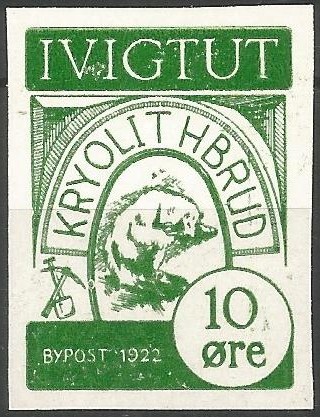 IVIGTUT
KRYOLITHBRUD
10
øre
BYPOST 1922